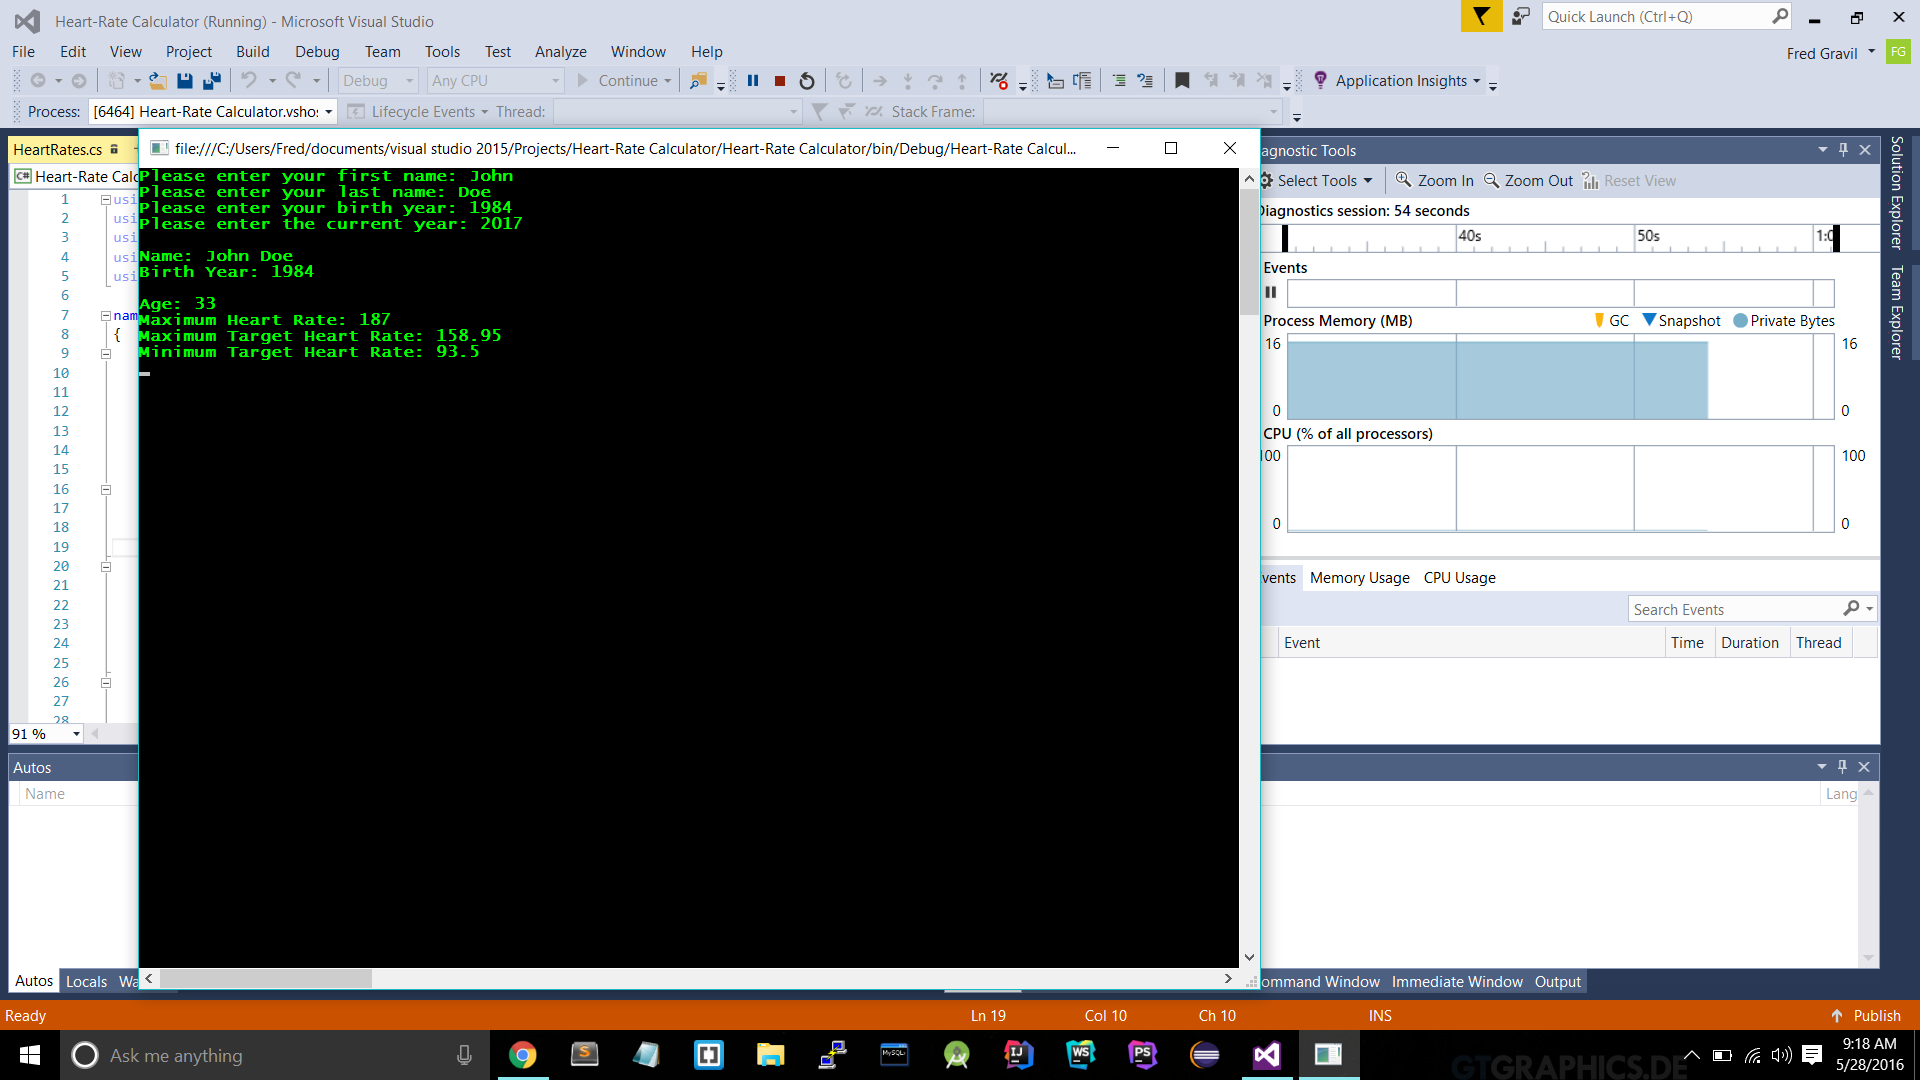 Heart-Rate Calculator (Running) - Microsoft Visual Studio
Quick Launch (Ctrl+Q)
File Edit View Project Build Debug Team Tools Test Analyze Window Help
Fred Gravil FG
Debug Any CPU Continue Application Insights
Process: [6464] Heart-Rate Calculator.vshos Lifecycle Events Thread: Stack Frame:
HeartRates.cs
Heart-Rate Calc
file:///C:/Users/Fred/documents/visual studio 2015/Projects/Heart-Rate Calculator/Heart-Rate Calculator/bin/Debug/Heart-Rate Calcul...
Please enter your first name: John
Please enter your last name: Doe
Please enter your birth year: 1984
Please enter the current year: 2017
Name: John Doe
Birth Year: 1984
Age: 33
Maximum Heart Rate: 187
Maximum Target Heart Rate: 158.95
Minimum Target Heart Rate: 93.5
1 usi
2 usi
3 usi
4 usi
5 usi
6
7 nam
8 {
9
10
11
12
13
14
15
16
17
18
19
20
21
22
23
24
25
26
27
28
91 %
agnostic Tools
Select Tools Zoom In Zoom Out Reset View
Diagnostics session: 54 seconds
40s 50s 1:0
Events
Process Memory (MB) GC Snapshot Private Bytes
16 16
0 0
CPU (% of all processors)
100 100
0 0
vents Memory Usage CPU Usage
Search Events
Event Time Duration Thread
Solution Explorer
Team Explorer
Autos
Name
Lang
Autos Locals Wa
ommand Window Immediate Window Output
Ready Ln 19 Col 10 Ch 10 INS Publish
Ask me anything
MySQL
IJ
WS
PS
GTGRAPHICS.DE
9:18 AM
5/28/2016